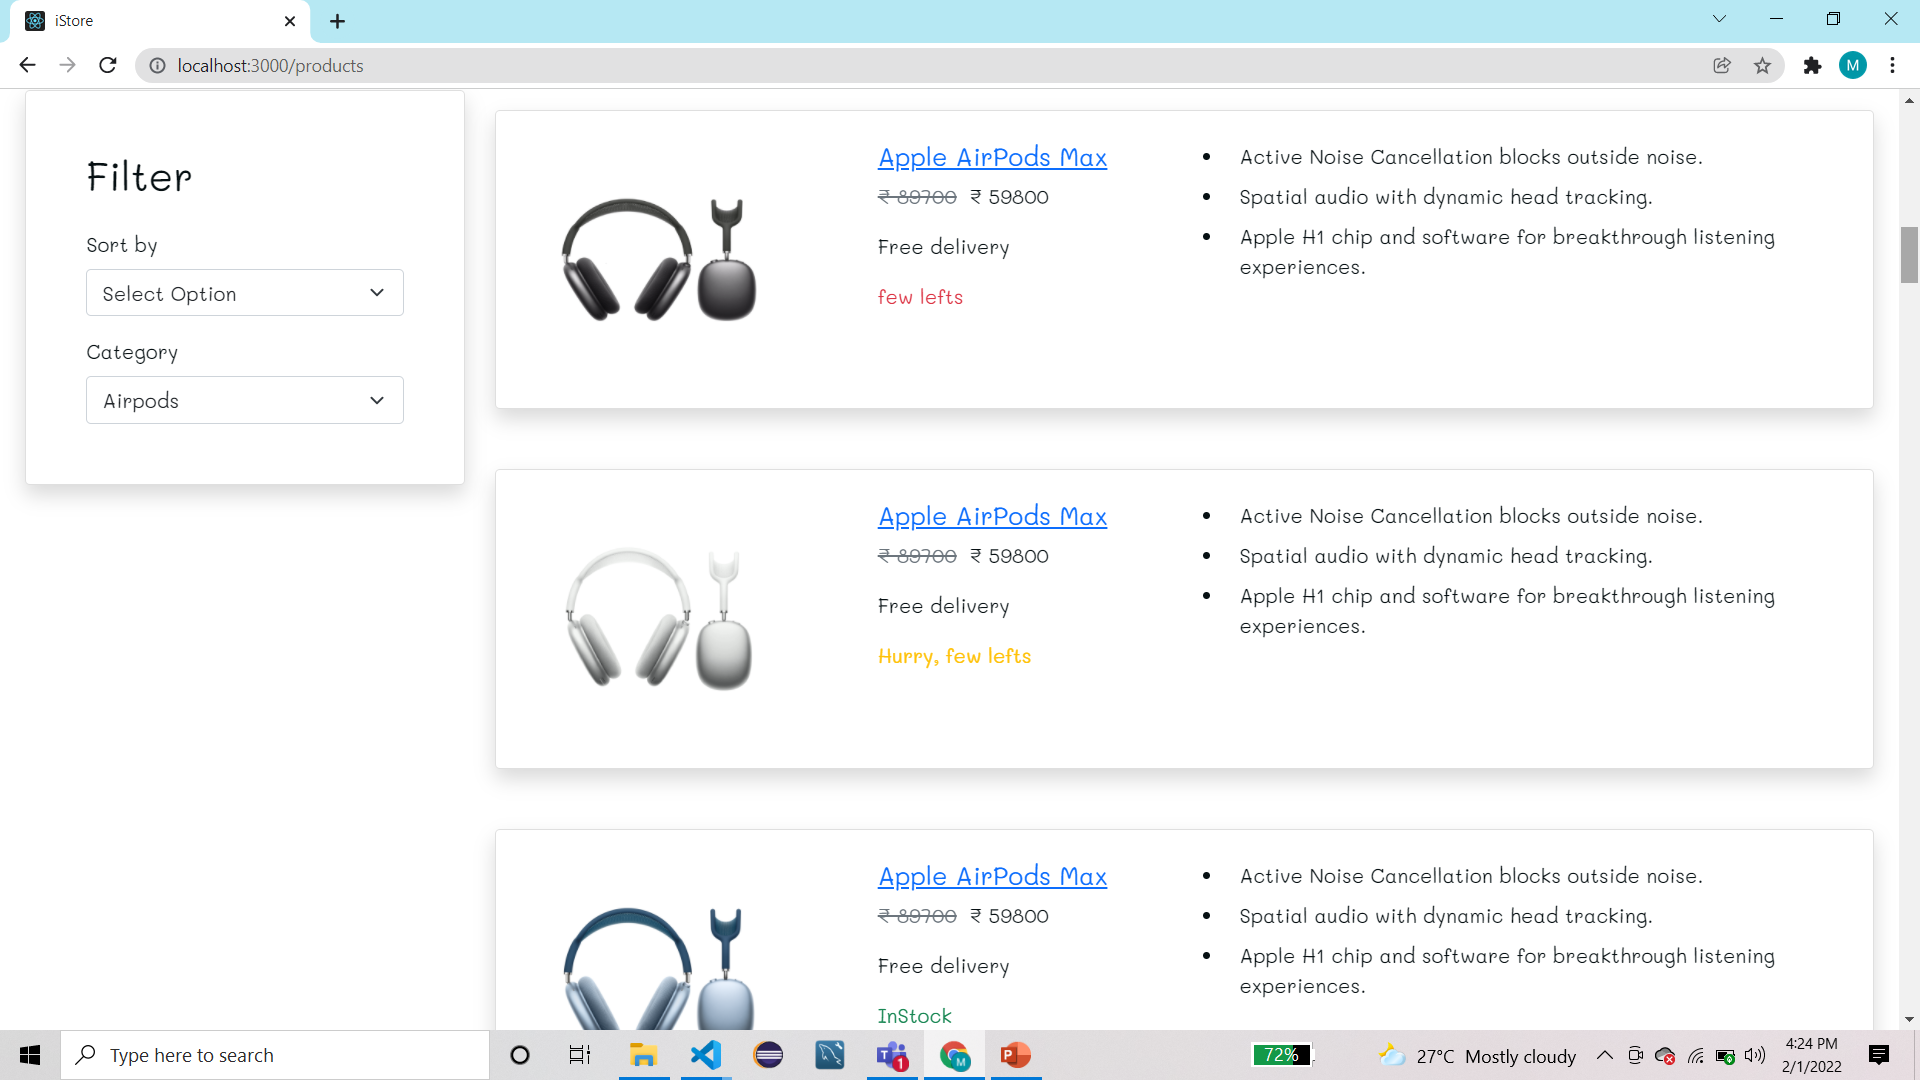 iStore
localhost:3000/products
M
Filter
Sort by
Select Option
Category
Airpods
Apple AirPods Max
₹ 89700 ₹ 59800
Free delivery
few lefts
Active Noise Cancellation blocks outside noise.
Spatial audio with dynamic head tracking.
Apple H1 chip and software for breakthrough listening
experiences.
Apple AirPods Max
₹ 89700 ₹ 59800
Free delivery
Hurry, few lefts
Active Noise Cancellation blocks outside noise.
Spatial audio with dynamic head tracking.
Apple H1 chip and software for breakthrough listening
experiences.
Apple AirPods Max
₹ 89700 ₹ 59800
Free delivery
InStock
Active Noise Cancellation blocks outside noise.
Spatial audio with dynamic head tracking.
Apple H1 chip and software for breakthrough listening
experiences.
Type here to search
T
1
M
P
72%
27°C Mostly cloudy
4:24 PM
2/1/2022